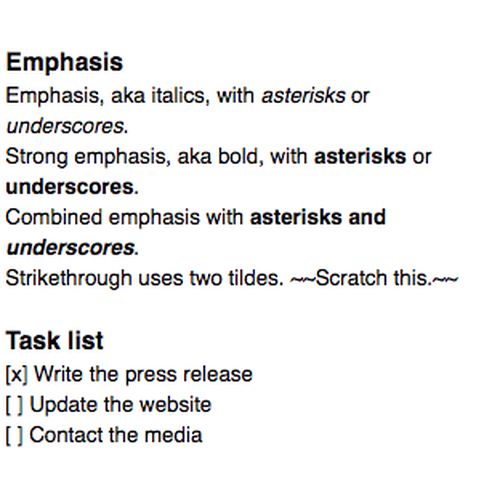 Emphasis
Emphasis, aka italics, with asterisks or
underscores.
Strong emphasis, aka bold, with asterisks or
underscores.
Combined emphasis with asterisks and
underscores.
Strikethrough uses two tildes. ~~Scratch this.~~
Task list
[x] Write the press release
[ ] Update the website
[ ] Contact the media